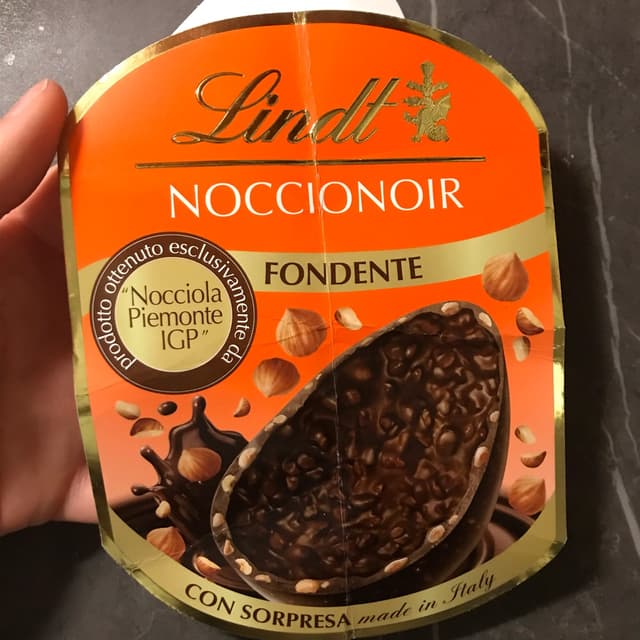 Lindt
NOCCIONOIR
FONDENTE
prodotto ottenuto esclusivamente da
"Nocciola
Piemonte
IGP"
CON SORPRESA made in Italy